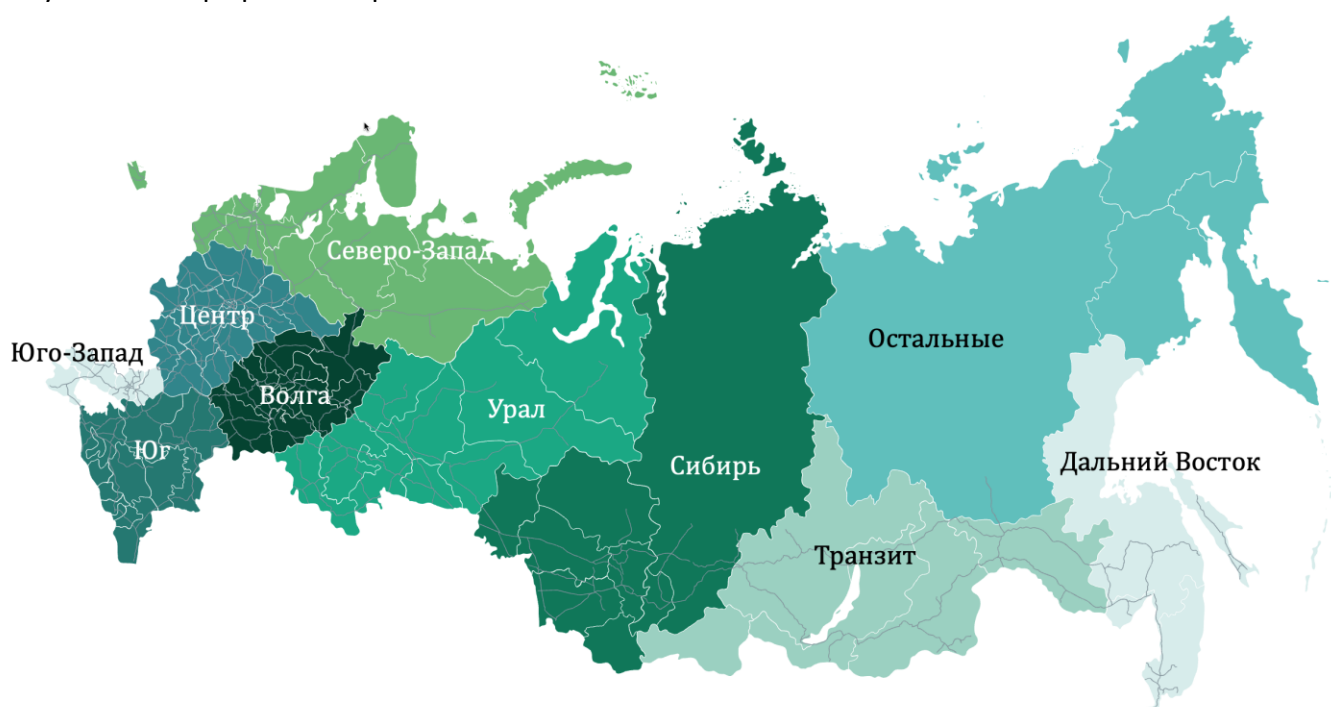 Северо-Запад
Центр
Остальные
Юго-Запад
Волга
Урал
Юг
Сибирь
Дальний Восток
Транзит